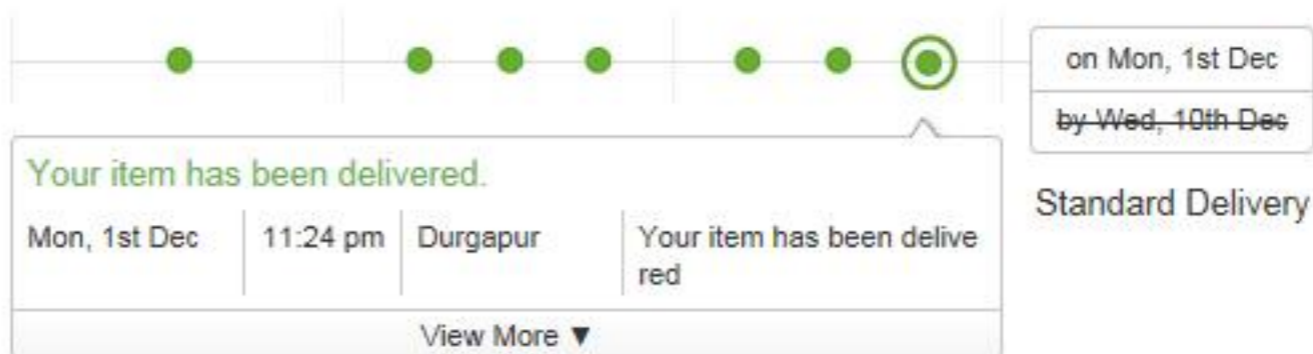 on Mon, 1st Dec
by Wed, 10th Dec
Your item has been delivered.
Standard Delivery
Mon, 1st Dec 11:24 pm Durgapur Your item has been delive
red
View More ▼